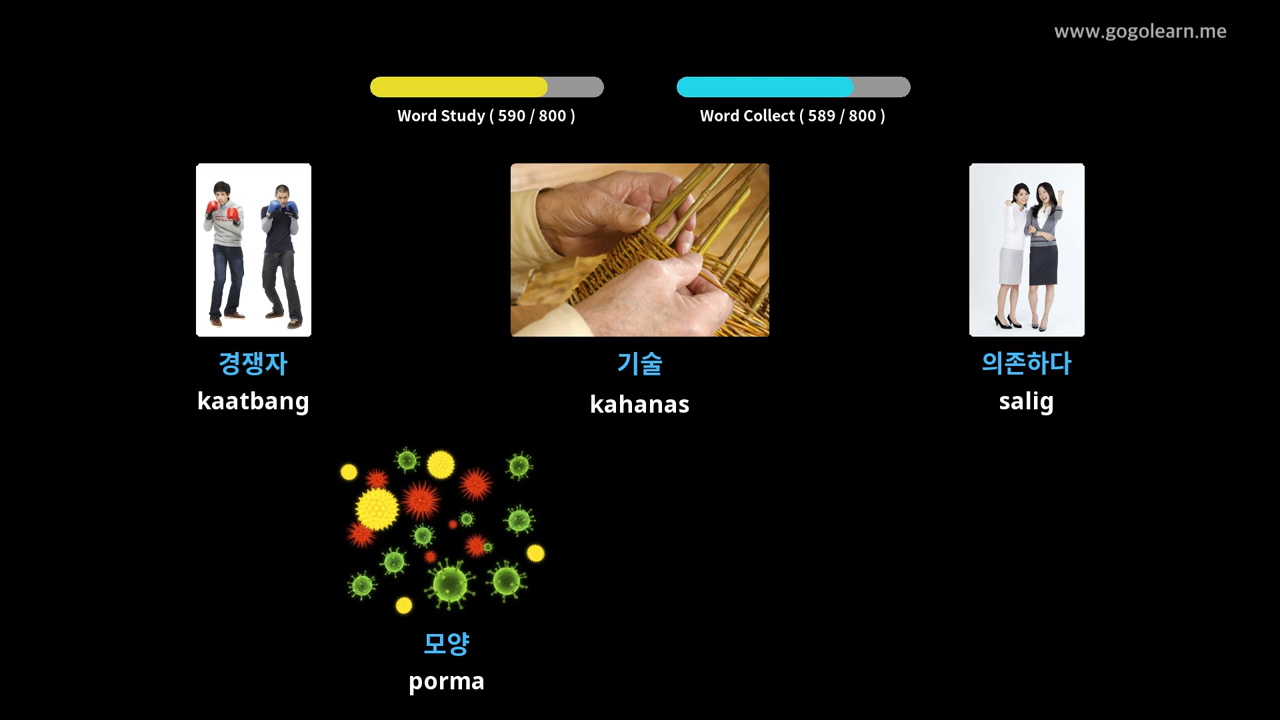 www.gogolearn.me
Word Study ( 590 / 800 )
Word Collect ( 589 / 800 )
경쟁자
kaatbang
기술
kahanas
의존하다
salig
모양
porma